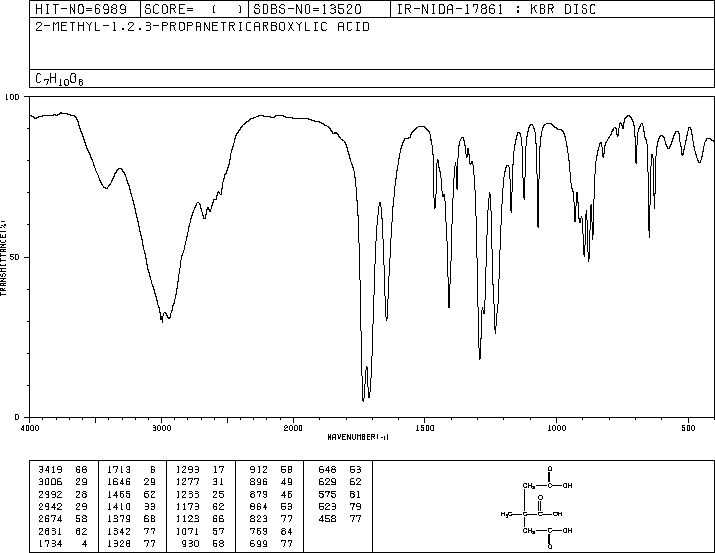 HIT-NO=6989 SCORE= ( ) SDBS-NO=13520 IR-NIDA-17861 : KBR DISC
2-METHYL-1,2,3-PROPANETRICARBOXYLIC ACID
C7H10O6
100
50
0
TRANSMITTANCE(%)
4000 3000 2000 1500 1000 500
WAVENUMBER(-1)
3419 68 1713 6 1293 17 912 58 648 53
3006 29 1646 29 1277 31 896 49 629 62
2992 28 1465 62 1233 25 879 46 575 81
2942 29 1410 33 1173 62 864 53 523 79
2674 58 1379 68 1123 66 823 77 458 77
2631 62 1342 77 1071 57 769 84
1734 4 1328 77 930 58 699 77
O
CH2 C OH
O
H3C C C OH
CH2 C OH
O